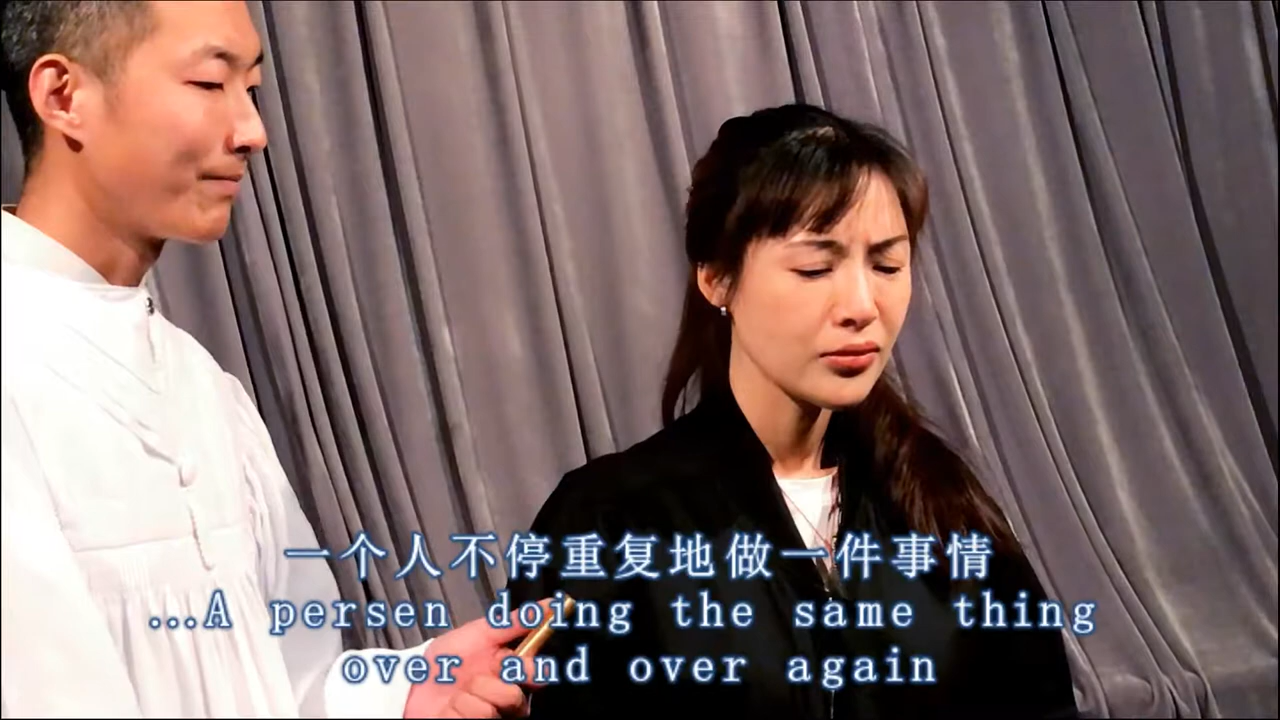 一个人不停重复地做一件事情
...A persen doing the same thing
over and over again